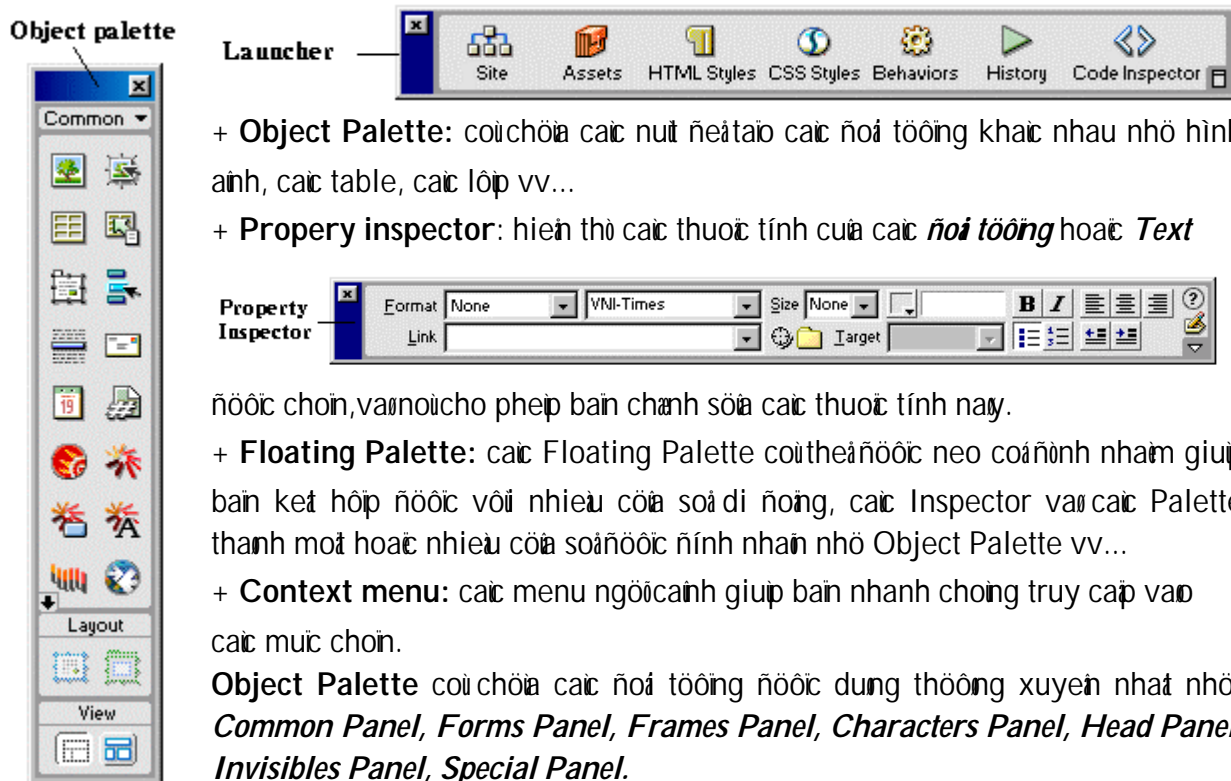 Object palette
Launcher
Site Assets HTML Styles CSS Styles Behaviors History Code Inspector
Common
+ Object Palette: coù chöùa caùc nuùt ñeå taïo caùc ñoái töôïng khaùc nhau nhö hình
aûnh, caùc table, caùc lôùp vv...
+ Propery inspector: hieån thò caùc thuoäc tính cuûa caùc ñoái töôïng hoaëc Text
Property Inspector
Format None VNI-Times Size None B I
Link Target
ñöôïc choïn,vaø noù cho pheùp baïn chænh söûa caùc thuoäc tính naøy.
+ Floating Palette: caùc Floating Palette coù theå ñöôïc neo coá ñònh nhaèm giuùp
baïn keát hôïp ñöôïc vôùi nhieàu cöûa soå di ñoäng, caùc Inspector vaø caùc Palette
thaønh moät hoaëc nhieàu cöûa soå ñöôïc ñính nhaõn nhö Object Palette vv...
+ Context menu: caùc menu ngöõ caûnh giuùp baïn nhanh choùng truy caäp vaøo
caùc muïc choïn.
Object Palette coù chöùa caùc ñoái töôïng ñöôïc duøng thöôøng xuyeân nhaát nhö
Common Panel, Forms Panel, Frames Panel, Characters Panel, Head Panel
Invisibles Panel, Special Panel.
19
Layout
View